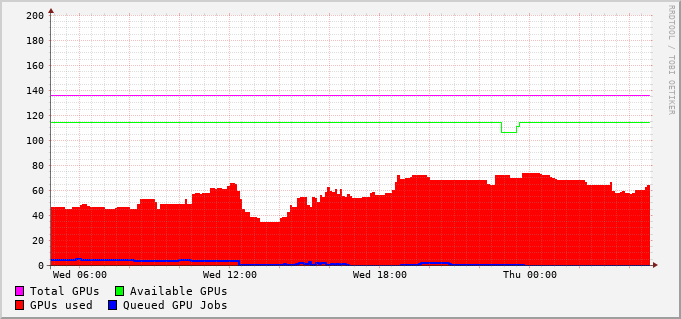 200
180
160
140
120
100
80
60
40
20
0
Wed 06:00 Wed 12:00 Wed 18:00 Thu 00:00
Total GPUs Available GPUs
GPUs used Queued GPU Jobs
RRDTOOL / TOBI OETIKER